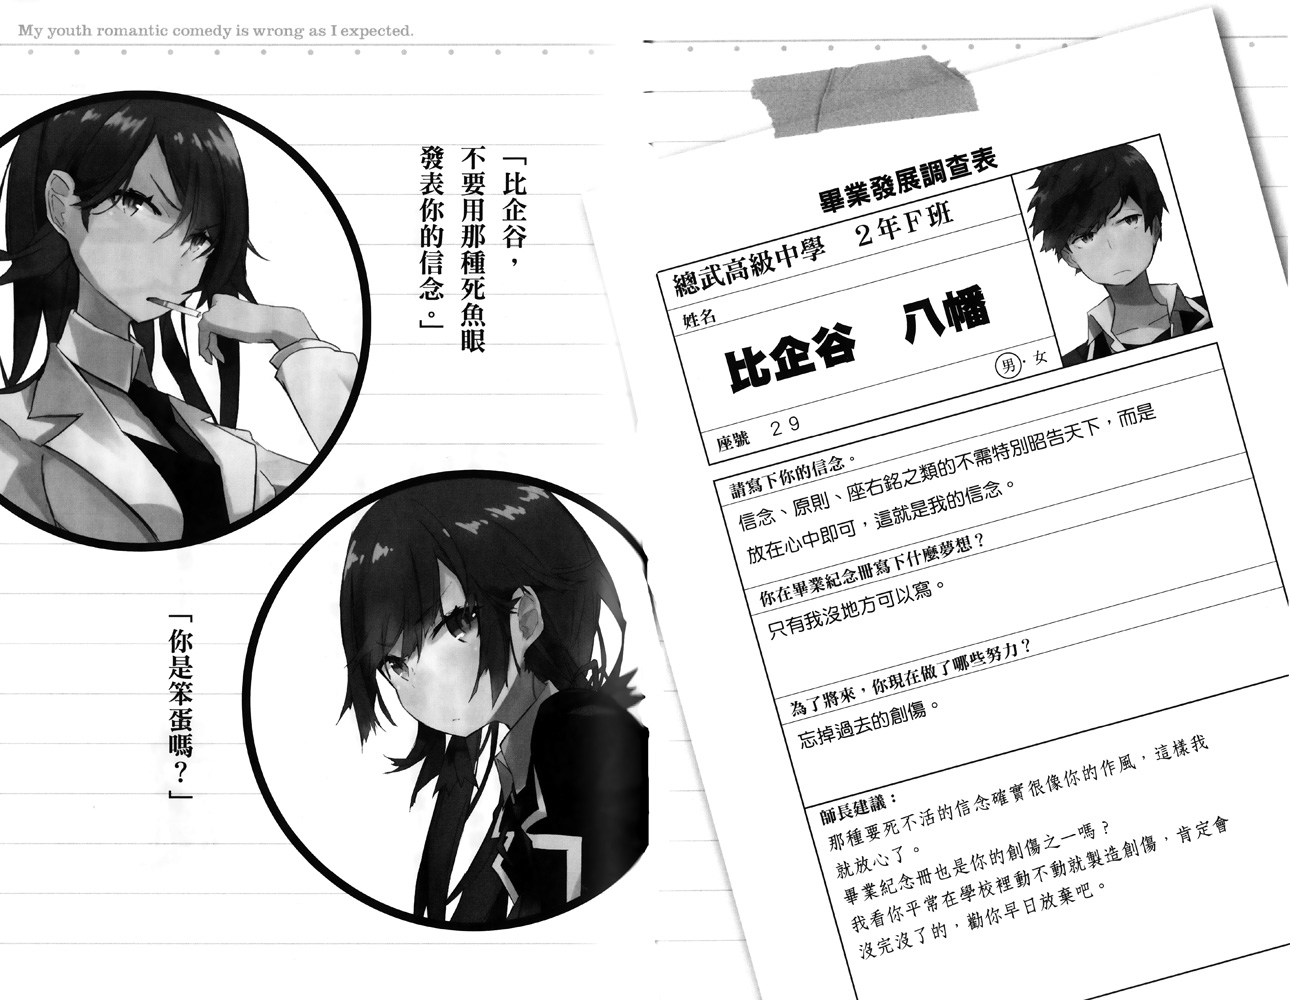 My youth romantic comedy is wrong as I expected.
「比企谷，
不要用那種死魚眼
發表你的信念。」
「你是笨蛋嗎？」
畢業發展調查表
總武高級中學　２年Ｆ班
姓名
比企谷　八幡
男・女
座號　２９
請寫下你的信念。
信念、原則、座右銘之類的不需特別昭告天下，而是
放在心中即可，這就是我的信念。
你在畢業紀念冊寫下什麼夢想？
只有我沒地方可以寫。
為了將來，你現在做了哪些努力？
忘掉過去的創傷。
師長建議：
那種要死不活的信念確實很像你的作風，這樣我
就放心了。
畢業紀念冊也是你的創傷之一嗎？
我看你平常在學校裡動不動就製造創傷，肯定會
沒完沒了的，勸你早日放棄吧。